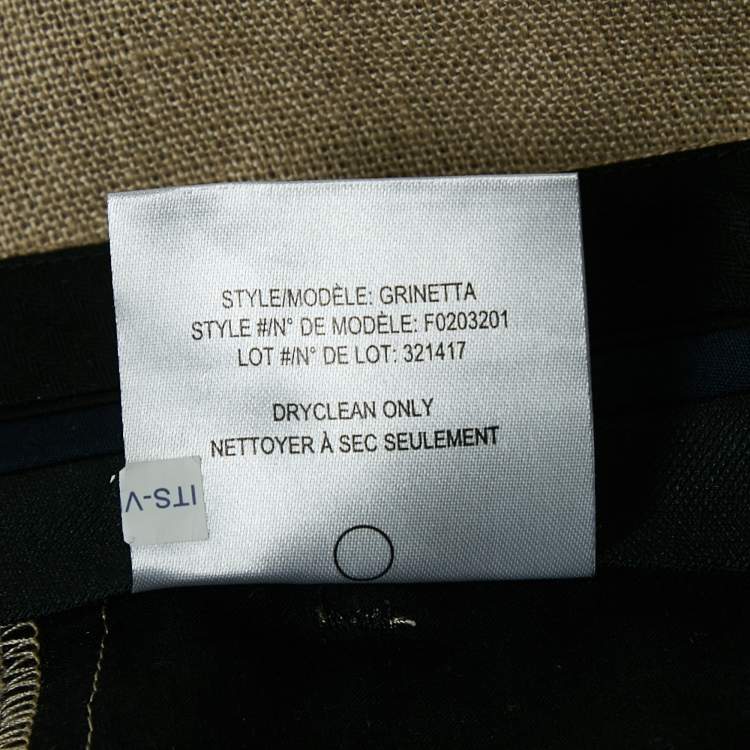 STYLE/MODÈLE: GRINETTA
STYLE #/N° DE MODÈLE: F0203201
LOT #/N° DE LOT: 321417
DRYCLEAN ONLY
NETTOYER À SEC SEULEMENT
ITS-V